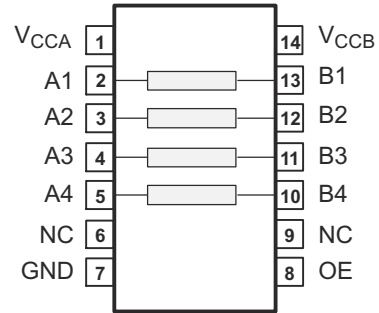 VCCA 1 14 VCCB
A1 2 13 B1
A2 3 12 B2
A3 4 11 B3
A4 5 10 B4
NC 6 9 NC
GND 7 8 OE